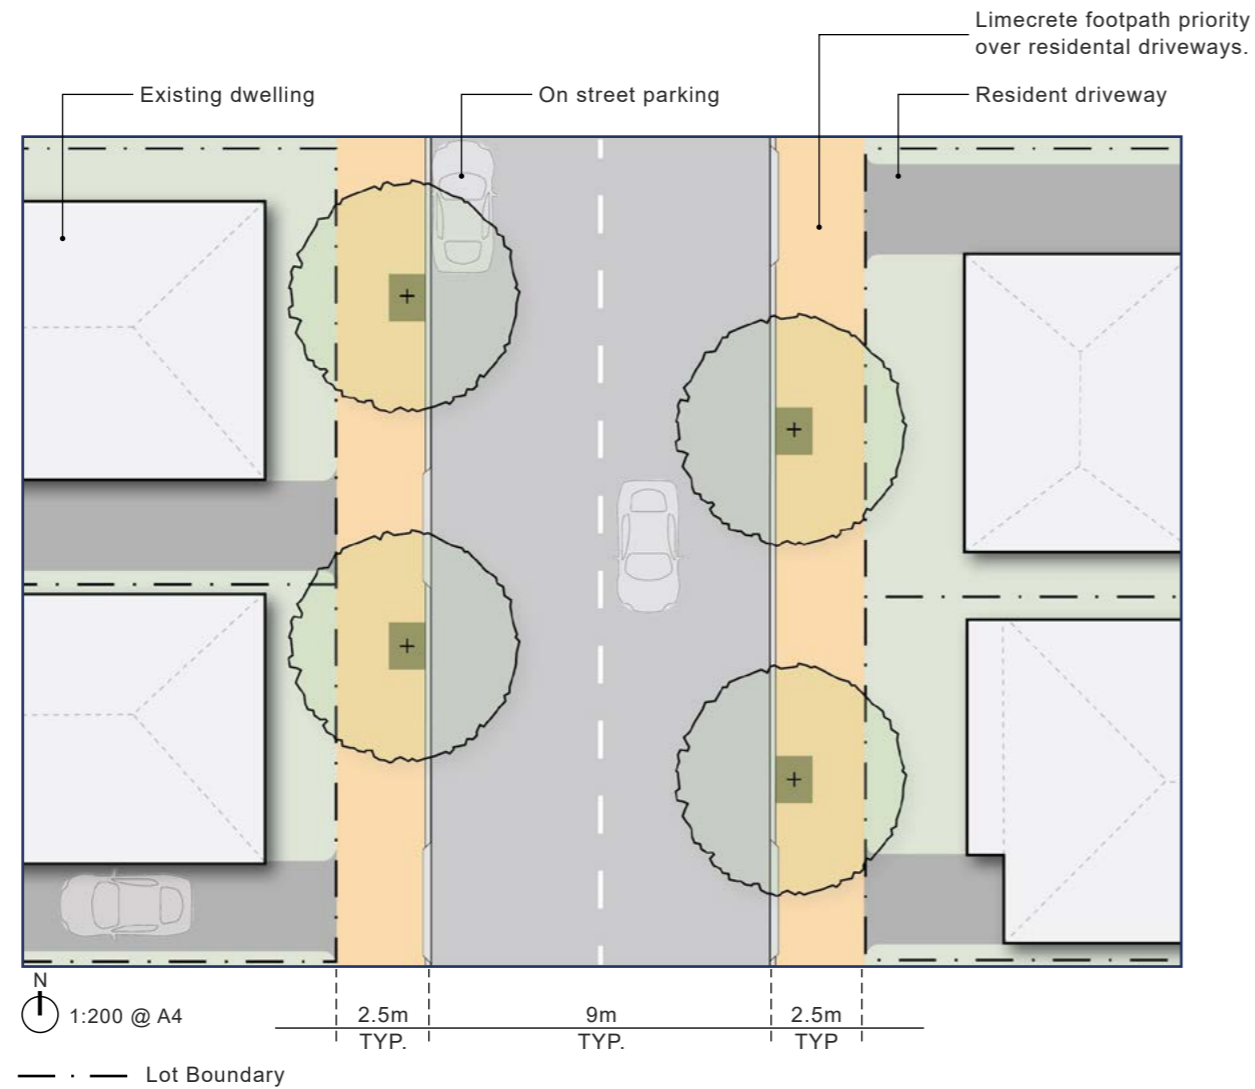 Limecrete footpath priority
over residental driveways.
Existing dwelling
On street parking
Resident driveway
N
1:200 @ A4
2.5m
TYP.
9m
TYP.
2.5m
TYP
Lot Boundary